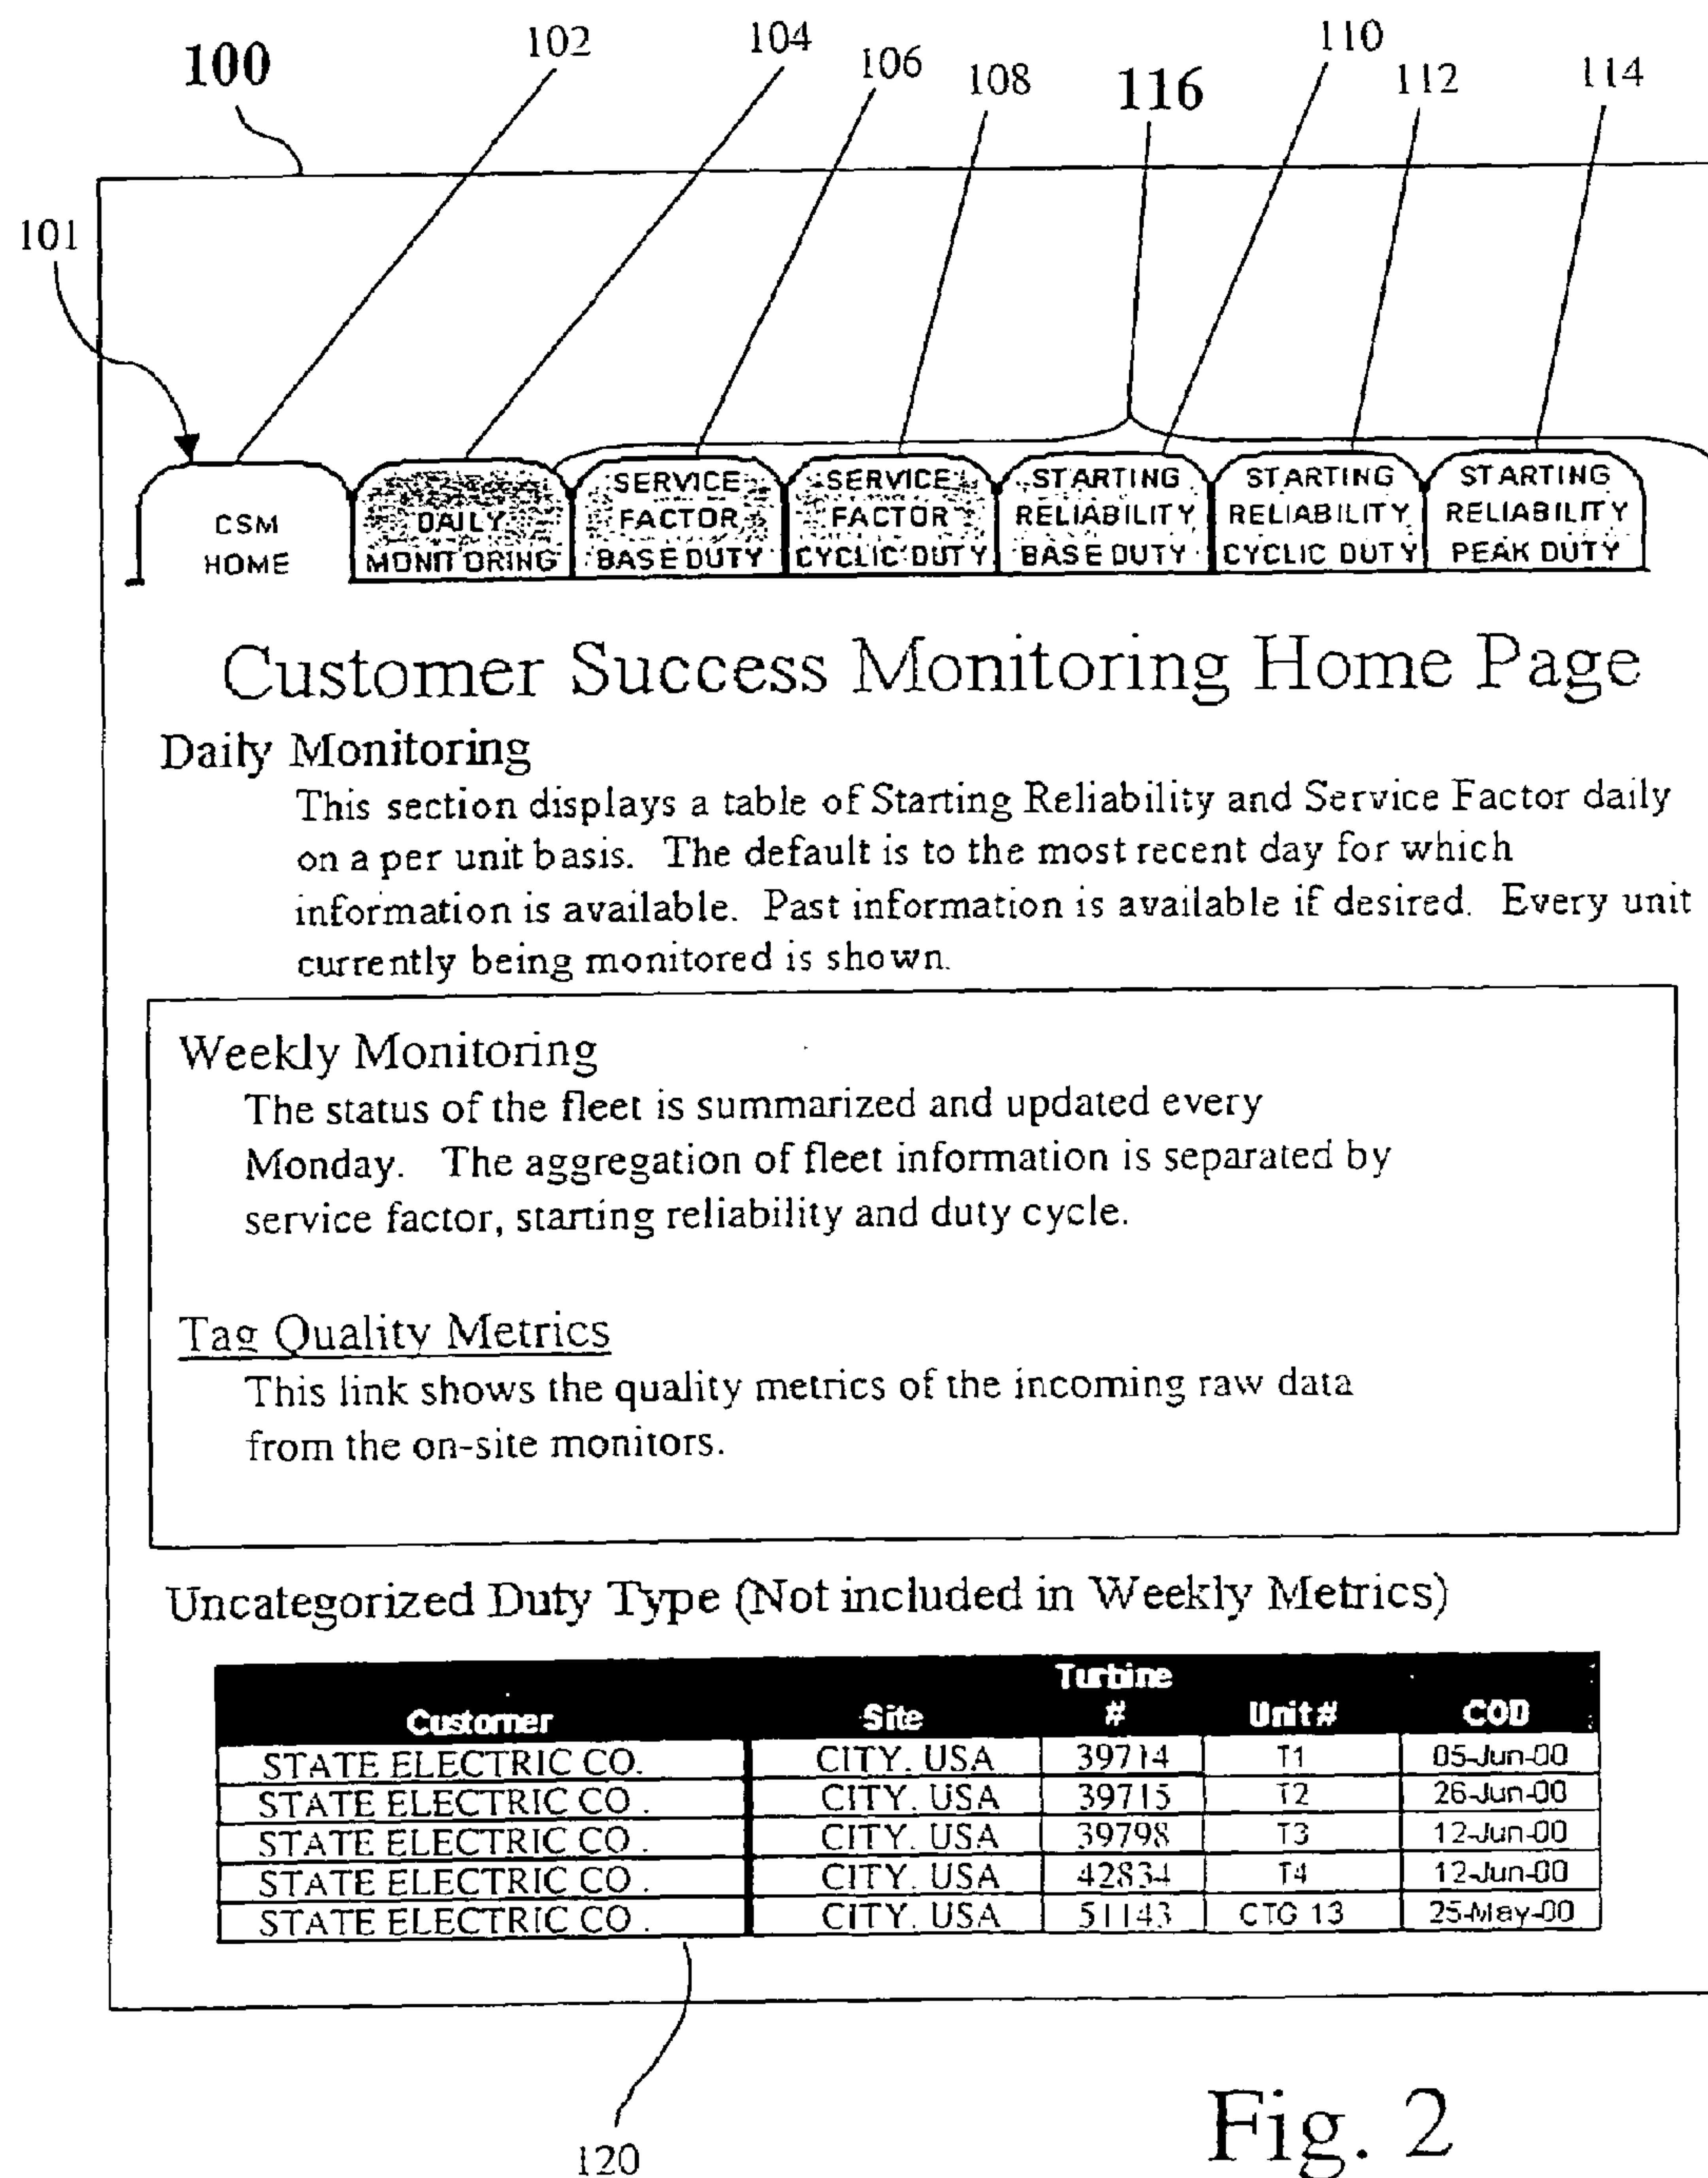 100
102
104
106
108
116
110
112
114
101
CSM
HOME
DAILY
MONITORING
SERVICE
FACTOR
BASE DUTY
SERVICE
FACTOR
CYCLIC DUTY
STARTING
RELIABILITY
BASE DUTY
STARTING
RELIABILITY
CYCLIC DUTY
STARTING
RELIABILITY
PEAK DUTY
Customer Success Monitoring Home Page
Daily Monitoring
This section displays a table of Starting Reliability and Service Factor daily
on a per unit basis. The default is to the most recent day for which
information is available. Past information is available if desired. Every unit
currently being monitored is shown.
Weekly Monitoring
The status of the fleet is summarized and updated every
Monday. The aggregation of fleet information is separated by
service factor, starting reliability and duty cycle.
Tag Quality Metrics
This link shows the quality metrics of the incoming raw data
from the on-site monitors.
Uncategorized Duty Type (Not included in Weekly Metrics)
Customer Site Turbine # Unit# COD
STATE ELECTRIC CO. CITY. USA 39714 T1 05-Jun-00
STATE ELECTRIC CO. CITY. USA 39715 T2 26-Jun-00
STATE ELECTRIC CO. CITY. USA 39798 T3 12-Jun-00
STATE ELECTRIC CO. CITY. USA 42834 T4 12-Jun-00
STATE ELECTRIC CO. CITY. USA 51143 CTG 13 25-May-00
120
Fig. 2